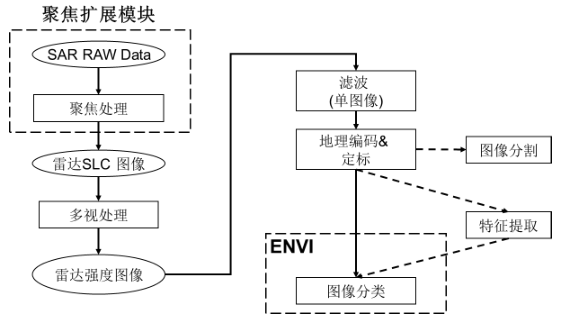 聚焦扩展模块
SAR RAW Data
聚焦处理
雷达SLC 图像
多视处理
雷达强度图像
滤波
(单图像)
地理编码&
定标
图像分割
特征提取
ENVI
图像分类